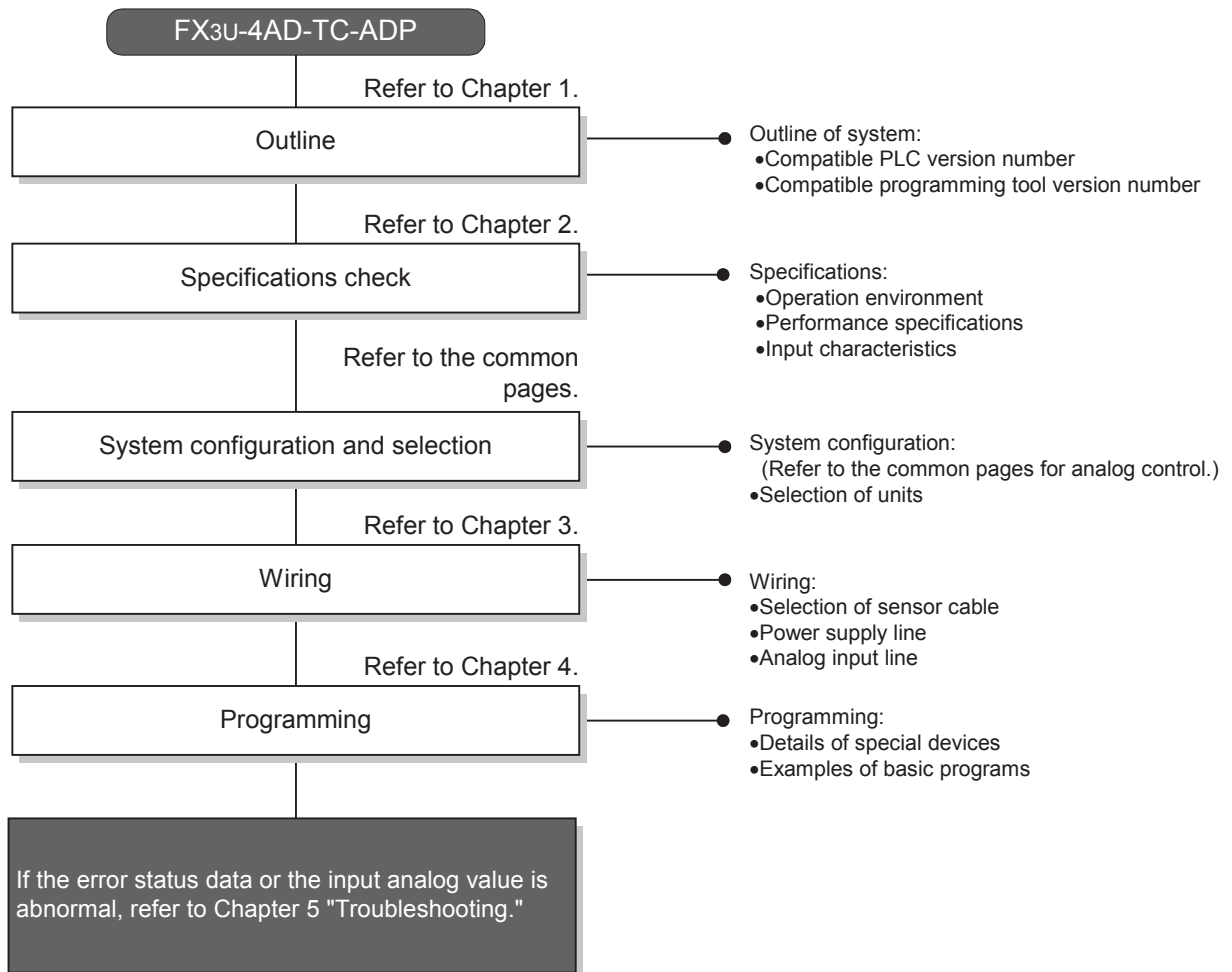 FX3U-4AD-TC-ADP
Refer to Chapter 1.
Outline
Outline of system:
•Compatible PLC version number
•Compatible programming tool version number
Refer to Chapter 2.
Specifications check
Specifications:
•Operation environment
•Performance specifications
•Input characteristics
Refer to the common
pages.
System configuration and selection
System configuration:
(Refer to the common pages for analog control.)
•Selection of units
Refer to Chapter 3.
Wiring
Wiring:
•Selection of sensor cable
•Power supply line
•Analog input line
Refer to Chapter 4.
Programming
Programming:
•Details of special devices
•Examples of basic programs
If the error status data or the input analog value is
abnormal, refer to Chapter 5 "Troubleshooting."